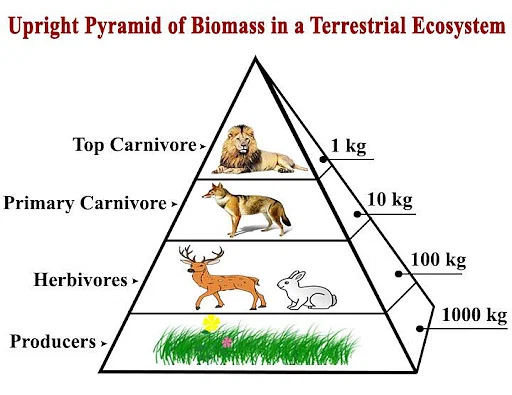 Upright Pyramid of Biomass in a Terrestrial Ecosystem
Top Carnivore
1 kg
Primary Carnivore
10 kg
Herbivores
100 kg
Producers
1000 kg